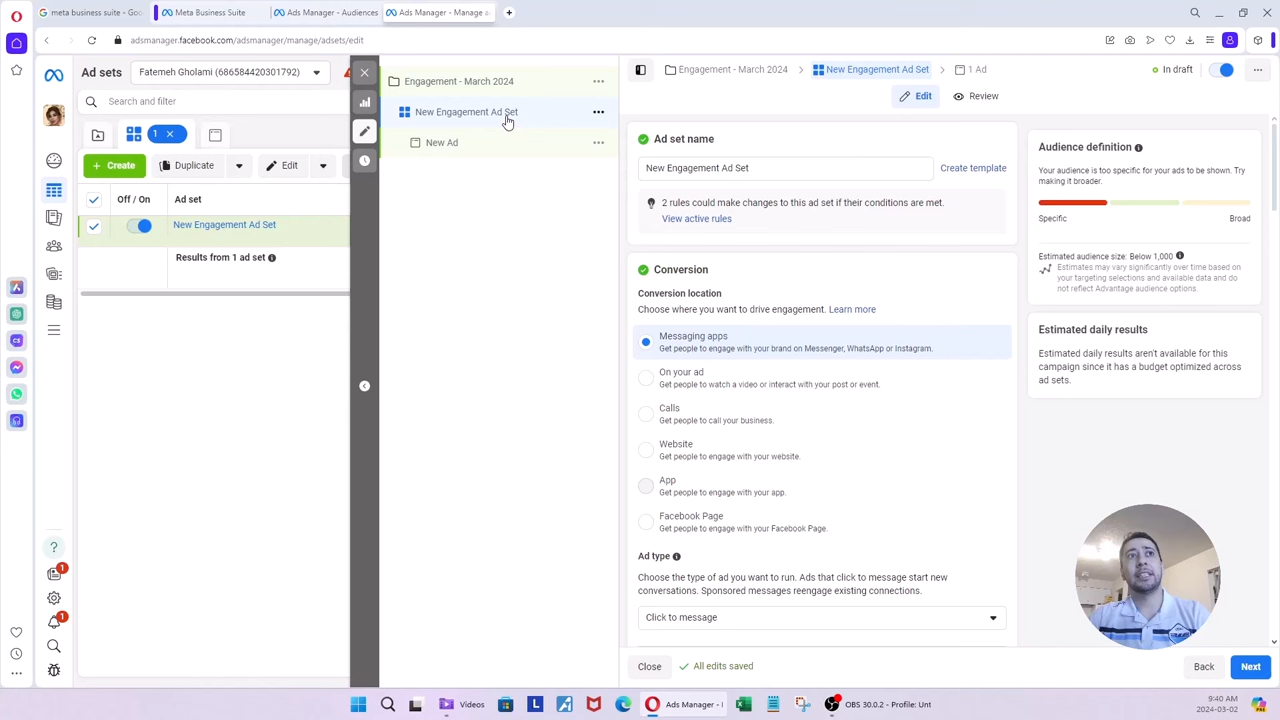 meta business suite - Goo
Meta Business Suite
Ads Manager - Audiences
Ads Manager - Manage a
adsmanager.facebook.com/adsmanager/manage/adsets/edit
Ad sets
Fatemeh Gholami (686584420301792)
Search and filter
1
Create
Duplicate
Edit
Off / On
Ad set
New Engagement Ad Set
Results from 1 ad set
1
1
Engagement - March 2024
New Engagement Ad Set
New Ad
Engagement - March 2024
New Engagement Ad Set
1 Ad
In draft
Edit
Review
Ad set name
New Engagement Ad Set
Create template
2 rules could make changes to this ad set if their conditions are met.
View active rules
Conversion
Conversion location
Choose where you want to drive engagement. Learn more
Messaging apps
Get people to engage with your brand on Messenger, WhatsApp or Instagram.
On your ad
Get people to watch a video or interact with your post or event.
Calls
Get people to call your business.
Website
Get people to engage with your website.
App
Get people to engage with your app.
Facebook Page
Get people to engage with your Facebook Page.
Ad type
Choose the type of ad you want to run. Ads that click to message start new
conversations. Sponsored messages reengage existing connections.
Click to message
Audience definition
Your audience is too specific for your ads to be shown. Try
making it broader.
Specific
Broad
Estimated audience size: Below 1,000
Estimates may vary significantly over time based on
your targeting selections and available data and do
not reflect Advantage audience options.
Estimated daily results
Estimated daily results aren't available for this
campaign since it has a budget optimized across
ad sets.
Close
All edits saved
Back
Next
Videos
Ads Manager - I
OBS 30.0.2 - Profile: Unt
9:40 AM
2024-03-02